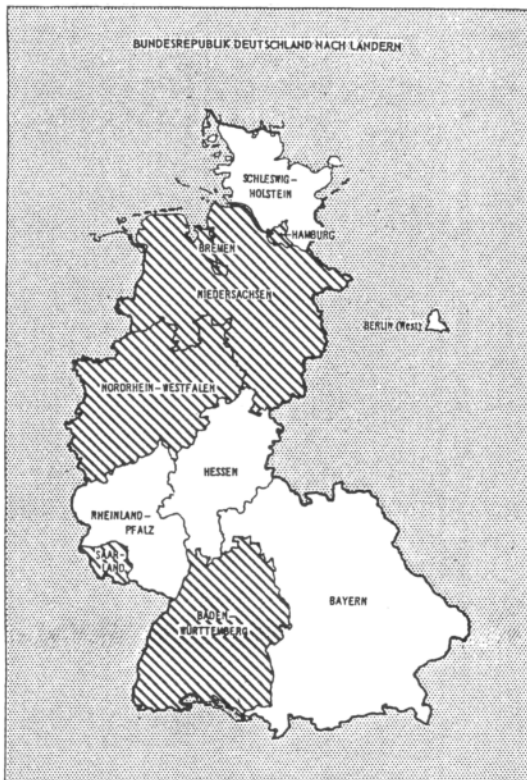 BUNDESREPUBLIK DEUTSCHLAND NACH LÄNDERN
SCHLESWIG-
HOLSTEIN
HAMBURG
BREMEN
NIEDERSACHSEN
BERLIN (West)
NORDRHEIN-WESTFALEN
HESSEN
RHEINLAND-
PFALZ
SAAR-
LAND
BAYERN
BADEN-
WÜRTTEMBERG